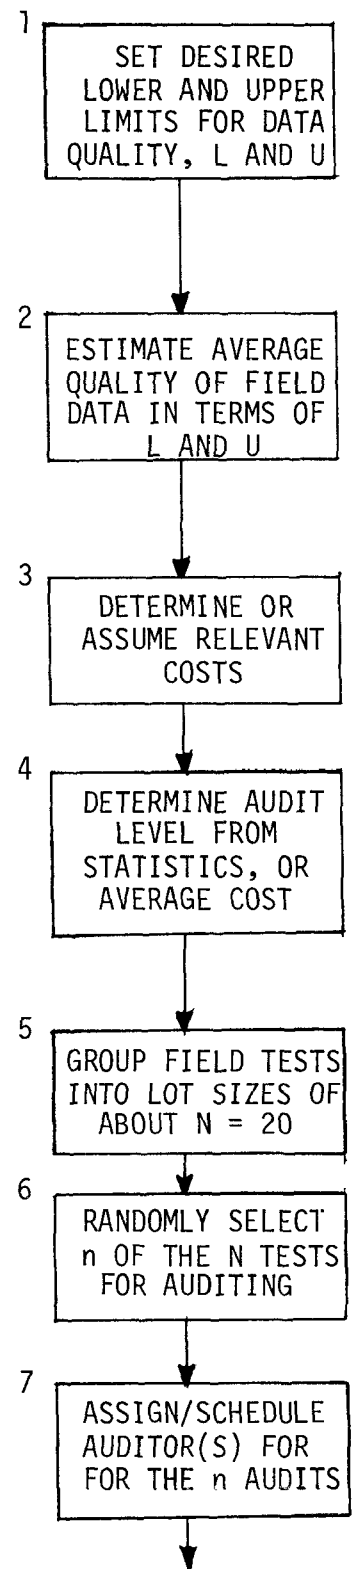 1
SET DESIRED
LOWER AND UPPER
LIMITS FOR DATA
QUALITY, L AND U
2
ESTIMATE AVERAGE
QUALITY OF FIELD
DATA IN TERMS OF
L AND U
3
DETERMINE OR
ASSUME RELEVANT
COSTS
4
DETERMINE AUDIT
LEVEL FROM
STATISTICS, OR
AVERAGE COST
5
GROUP FIELD TESTS
INTO LOT SIZES OF
ABOUT N = 20
6
RANDOMLY SELECT
n OF THE N TESTS
FOR AUDITING
7
ASSIGN/SCHEDULE
AUDITOR(S) FOR
FOR THE n AUDITS